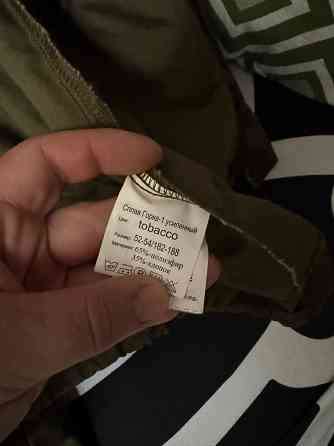 Сплав Горка-1 усиленный
Цвет: tobacco
Размер: 52-54/182-188
Материал: 65%-полиэфир
35%-хлопок